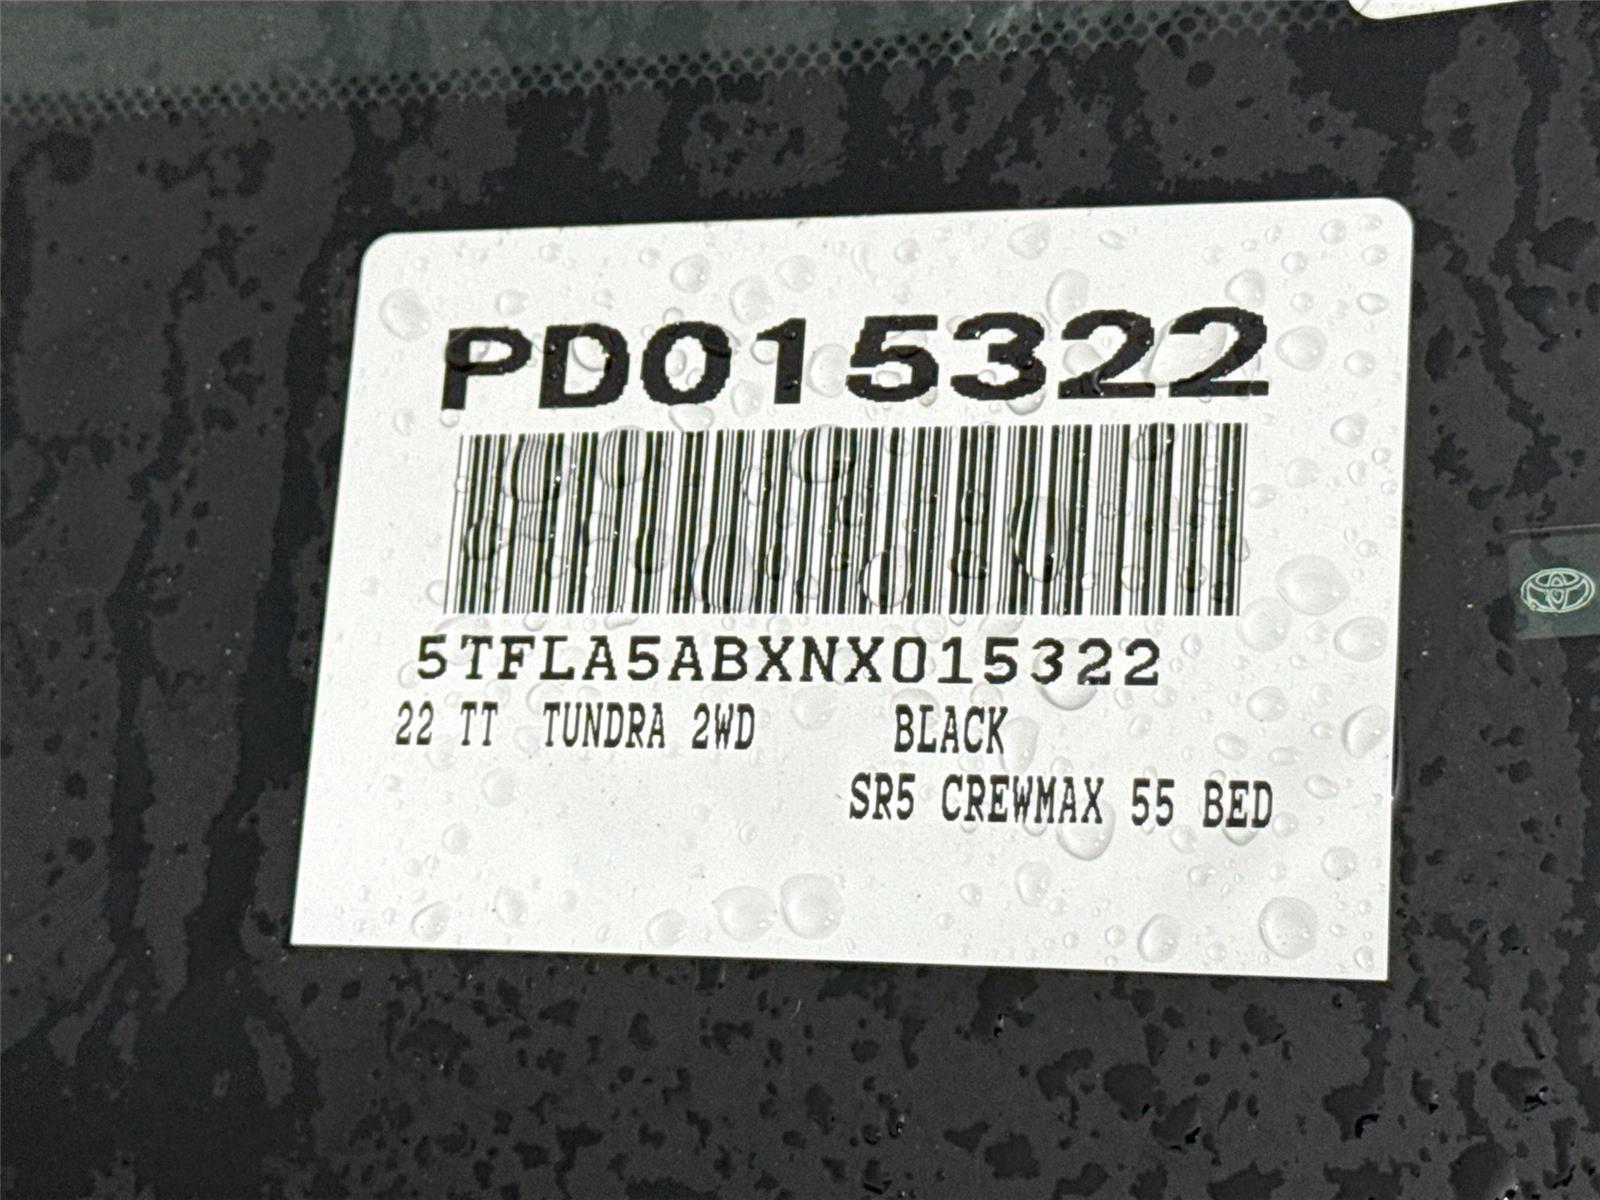 PD015322
5TFLA5ABXNX015322
22 TT TUNDRA 2WD BLACK
SR5 CREWMAX 55 BED